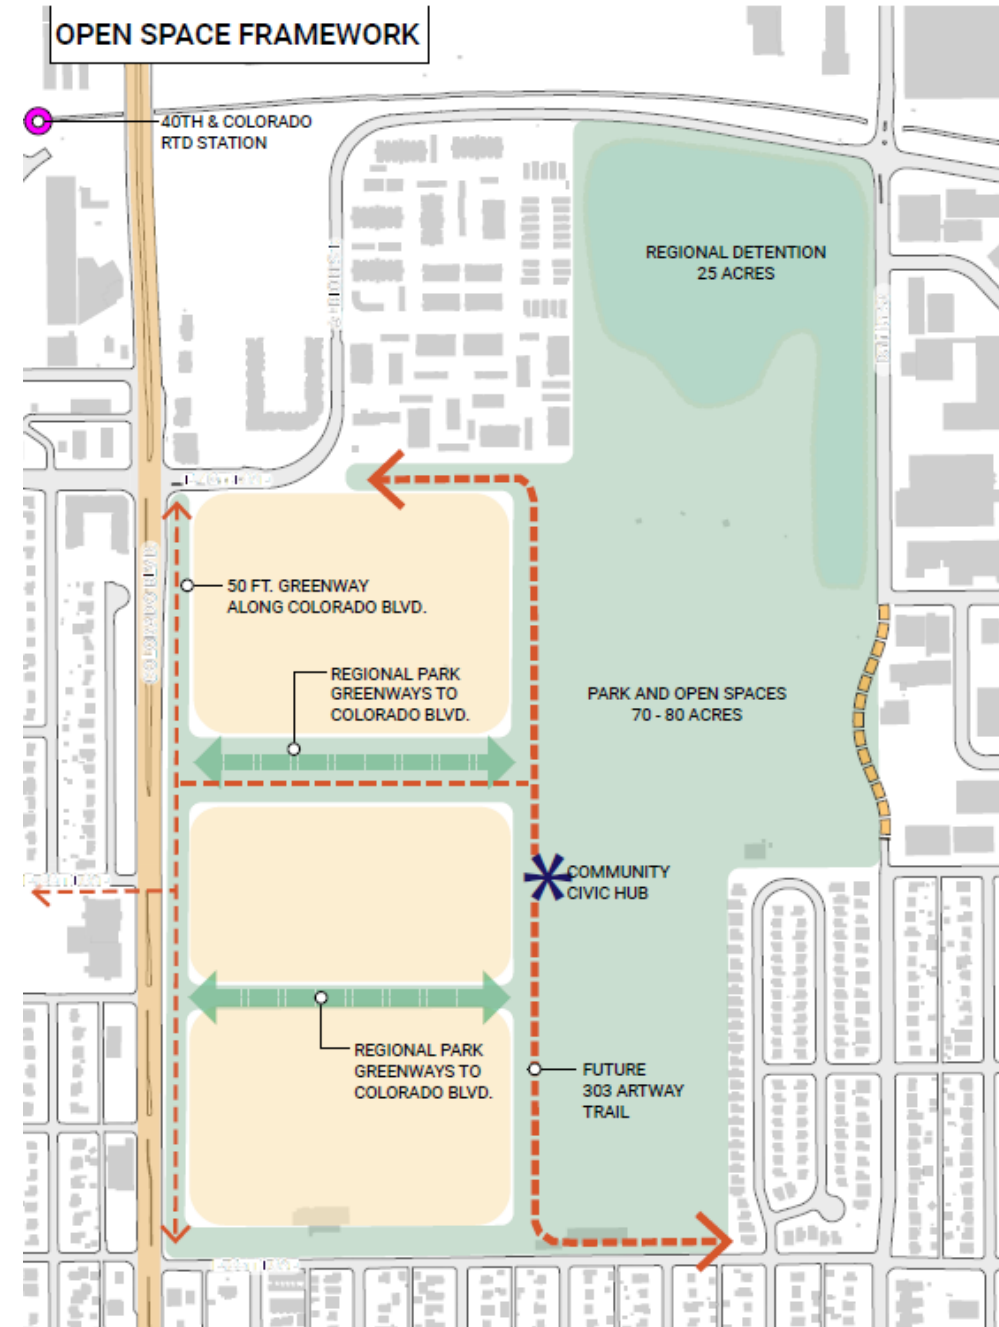 OPEN SPACE FRAMEWORK
40TH & COLORADO
RTD STATION
REGIONAL DETENTION
25 ACRES
50 FT. GREENWAY
ALONG COLORADO BLVD.
REGIONAL PARK
GREENWAYS TO
COLORADO BLVD.
PARK AND OPEN SPACES
70 - 80 ACRES
COMMUNITY
CIVIC HUB
REGIONAL PARK
GREENWAYS TO
COLORADO BLVD.
FUTURE
303 ARTWAY
TRAIL